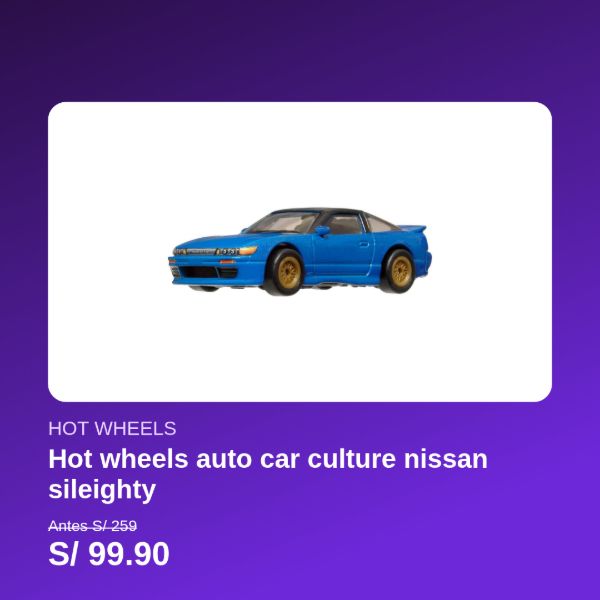 HOT WHEELS
Hot wheels auto car culture nissan
sileighty
Antes S/ 259
S/ 99.90